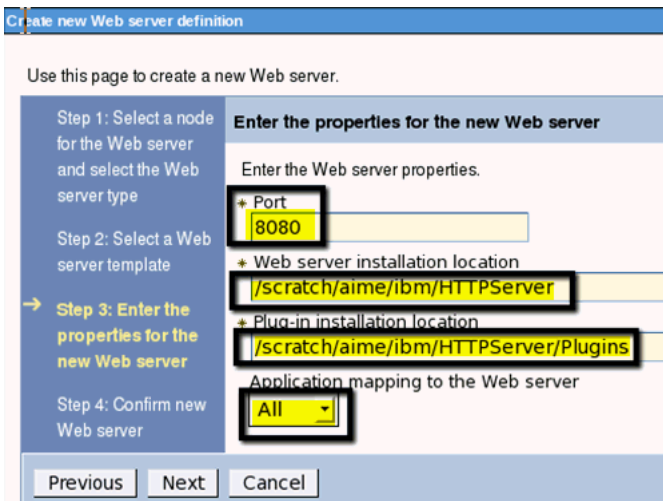 Create new Web server definition
Use this page to create a new Web server.
Step 1: Select a node
for the Web server
and select the Web
server type
Step 2: Select a Web
server template
Step 3: Enter the
properties for the
new Web server
Step 4: Confirm new
Web server
Enter the properties for the new Web server
Enter the Web server properties.
* Port
8080
* Web server installation location
/scratch/aime/ibm/HTTPServer
* Plug-in installation location
/scratch/aime/ibm/HTTPServer/Plugins
Application mapping to the Web server
All
Previous Next Cancel